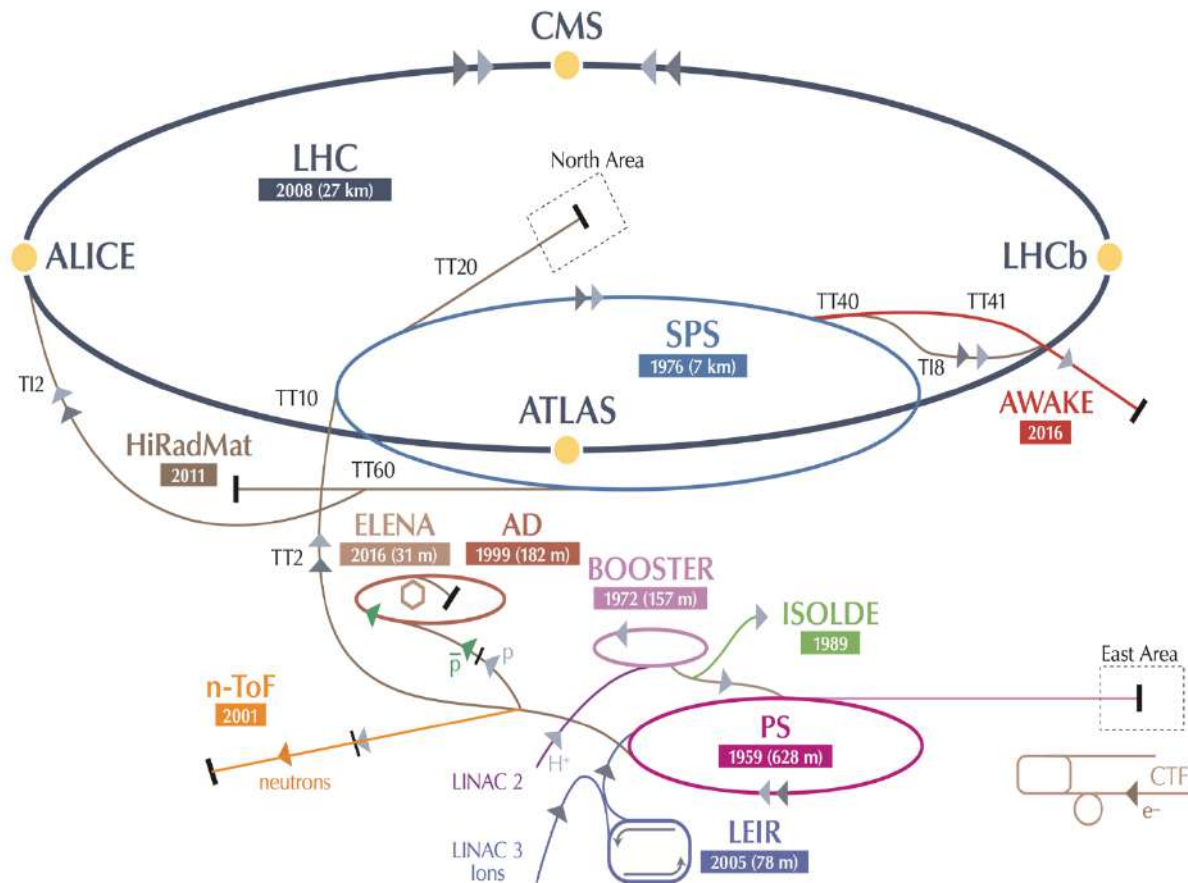 CMS
LHC
2008 (27 km)
North Area
ALICE
TT20
LHCb
TT40
TT41
SPS
1976 (7 km)
TI2
TI8
TT10
ATLAS
AWAKE
2016
HiRadMat
2011
TT60
ELENA
2016 (31 m)
AD
1999 (182 m)
TT2
BOOSTER
1972 (157 m)
ISOLDE
1989
p̅
p
East Area
n-ToF
2001
PS
1959 (628 m)
neutrons
LINAC 2
H⁺
CTF
e-
LEIR
2005 (78 m)
LINAC 3
Ions